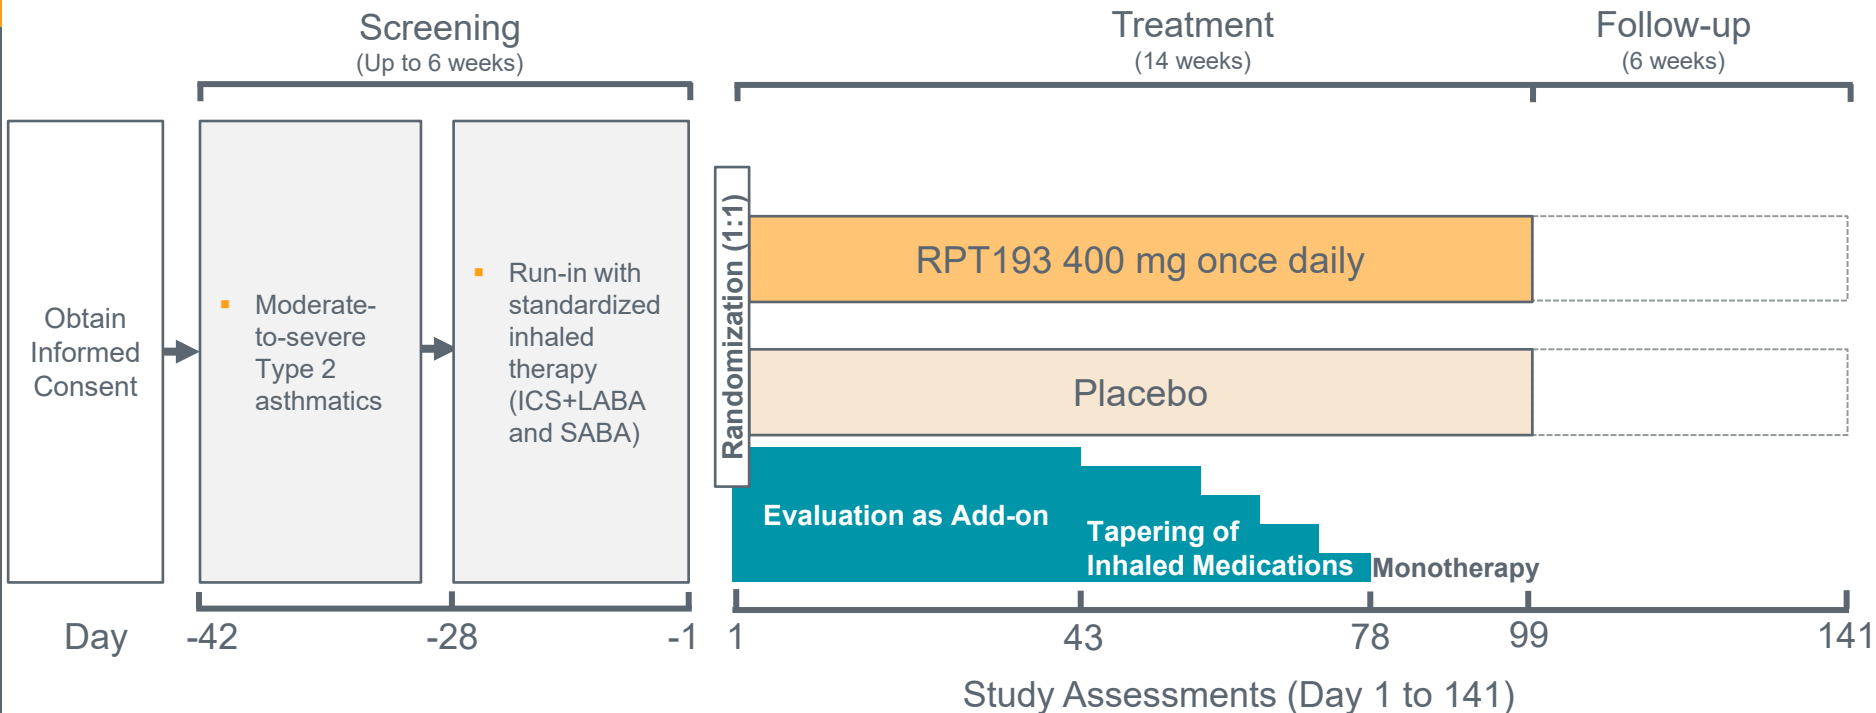 Screening
(Up to 6 weeks)
Treatment
(14 weeks)
Follow-up
(6 weeks)
Obtain
Informed
Consent
▪ Moderate-
to-severe
Type 2
asthmatics
▪ Run-in with
standardized
inhaled
therapy
(ICS+LABA
and SABA)
Randomization (1:1)
RPT193 400 mg once daily
Placebo
Evaluation as Add-on
Tapering of
Inhaled Medications
Monotherapy
Day -42 -28 -1 1 43 78 99 141
Study Assessments (Day 1 to 141)